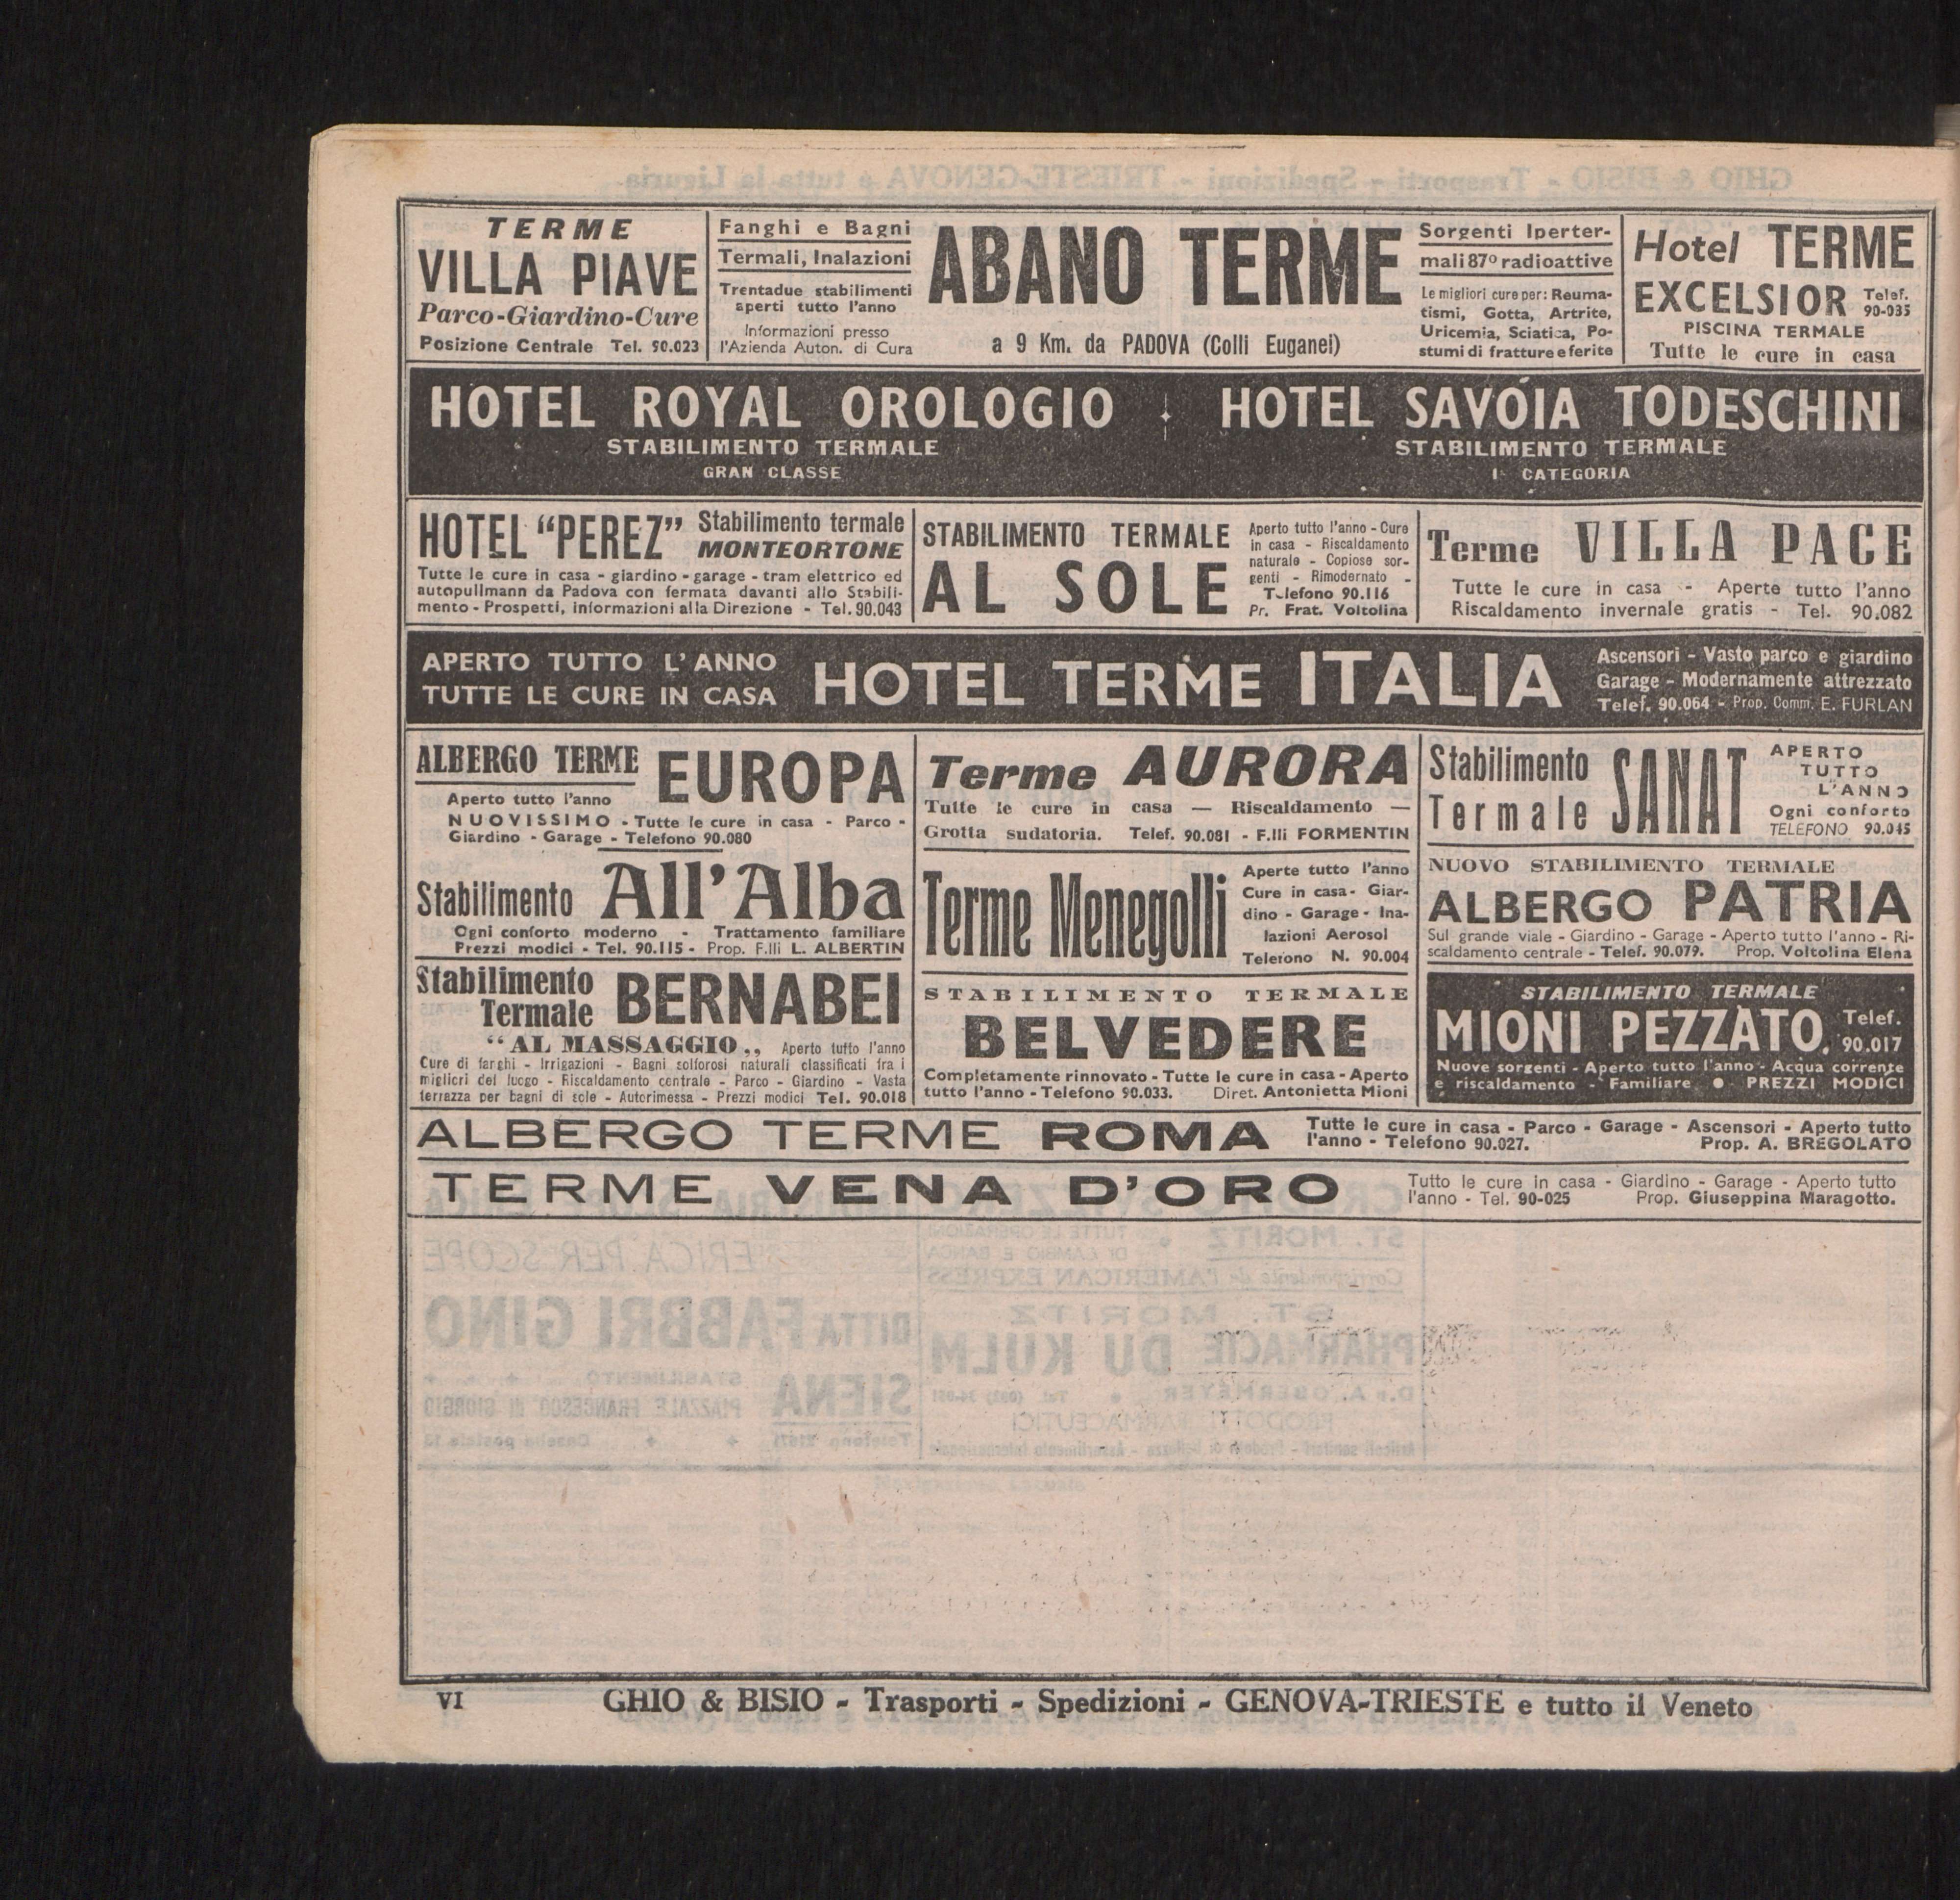 TERME
VILLA PIAVE
Parco-Giardino-Cure
Posizione Centrale Tel. 90.023
Fanghi e Bagni
Termali, Inalazioni
Trentadue stabilimenti
aperti tutto l'anno
Informazioni presso
l'Azienda Auton. di Cura
ABANO TERME
a 9 Km. da PADOVA (Colli Euganei)
Sorgenti Iperter-
mali 87º radioattive
Le migliori cure per: Reuma-
tismi, Gotta, Artrite,
Uricemia, Sciatica, Po-
stumi di fratture e ferite
Hotel TERME
EXCELSIOR Telef.
90-035
PISCINA TERMALE
Tutte le cure in casa
HOTEL ROYAL OROLOGIO
STABILIMENTO TERMALE
GRAN CLASSE
HOTEL SAVOIA TODESCHINI
STABILIMENTO TERMALE
I CATEGORIA
HOTEL "PEREZ" Stabilimento termale
MONTEORTONE
Tutte le cure in casa - giardino - garage - tram elettrico ed
autopullmann da Padova con fermata davanti allo Stabili-
mento - Prospetti, informazioni alla Direzione - Tel. 90.043
STABILIMENTO TERMALE
AL SOLE
Aperto tutto l'anno - Cure
in casa - Riscaldamento
naturale - Copiose sor-
genti - Rimodernato -
Telefono 90.116
Pr. Frat. Voltolina
Terme VILLA PACE
Tutte le cure in casa - Aperte tutto l'anno
Riscaldamento invernale gratis - Tel. 90.082
APERTO TUTTO L'ANNO
TUTTE LE CURE IN CASA
HOTEL TERME ITALIA
Ascensori - Vasto parco e giardino
Garage - Modernamente attrezzato
Telef. 90.064 - Prop. Comm. E. FURLAN
ALBERGO TERME EUROPA
Aperto tutto l'anno
NUOVISSIMO - Tutte le cure in casa - Parco -
Giardino - Garage - Telefono 90.080
Stabilimento All'Alba
Ogni conforto moderno - Trattamento familiare
Prezzi modici - Tel. 90.115 - Prop. F.lli L. ALBERTIN
Stabilimento
Termale BERNABEI
"AL MASSAGGIO„ Aperto tutto l'anno
Cure di fanghi - Irrigazioni - Bagni solforosi naturali classificati fra i
migliori del luogo - Riscaldamento centrale - Parco - Giardino - Vasta
terrazza per bagni di sole - Autorimessa - Prezzi modici Tel. 90.018
Terme AURORA
Tutte le cure in casa — Riscaldamento —
Grotta sudatoria. Telef. 90.081 - F.lli FORMENTIN
Terme Menegolli
Aperte tutto l'anno
Cure in casa - Giar-
dino - Garage - Ina-
lazioni Aerosol
Telefono N. 90.004
STABILIMENTO TERMALE
BELVEDERE
Completamente rinnovato - Tutte le cure in casa - Aperto
tutto l'anno - Telefono 90.033. Diret. Antonietta Mioni
Stabilimento
Termale SANAT
APERTO
TUTTO
L'ANNO
Ogni conforto
TELEFONO 90.045
NUOVO STABILIMENTO TERMALE
ALBERGO PATRIA
Sul grande viale - Giardino - Garage - Aperto tutto l'anno - Ri-
scaldamento centrale - Telef. 90.079. Prop. Voltolina Elena
STABILIMENTO TERMALE
MIONI PEZZATO. Telef.
90.017
Nuove sorgenti - Aperto tutto l'anno - Acqua corrente
e riscaldamento - Familiare ● PREZZI MODICI
ALBERGO TERME ROMA
Tutte le cure in casa - Parco - Garage - Ascensori - Aperto tutto
l'anno - Telefono 90.027. Prop. A. BREGOLATO
TERME VENA D'ORO
Tutto le cure in casa - Giardino - Garage - Aperto tutto
l'anno - Tel. 90-025 Prop. Giuseppina Maragotto.
VI GHIO & BISIO - Trasporti - Spedizioni - GENOVA-TRIESTE e tutto il Veneto